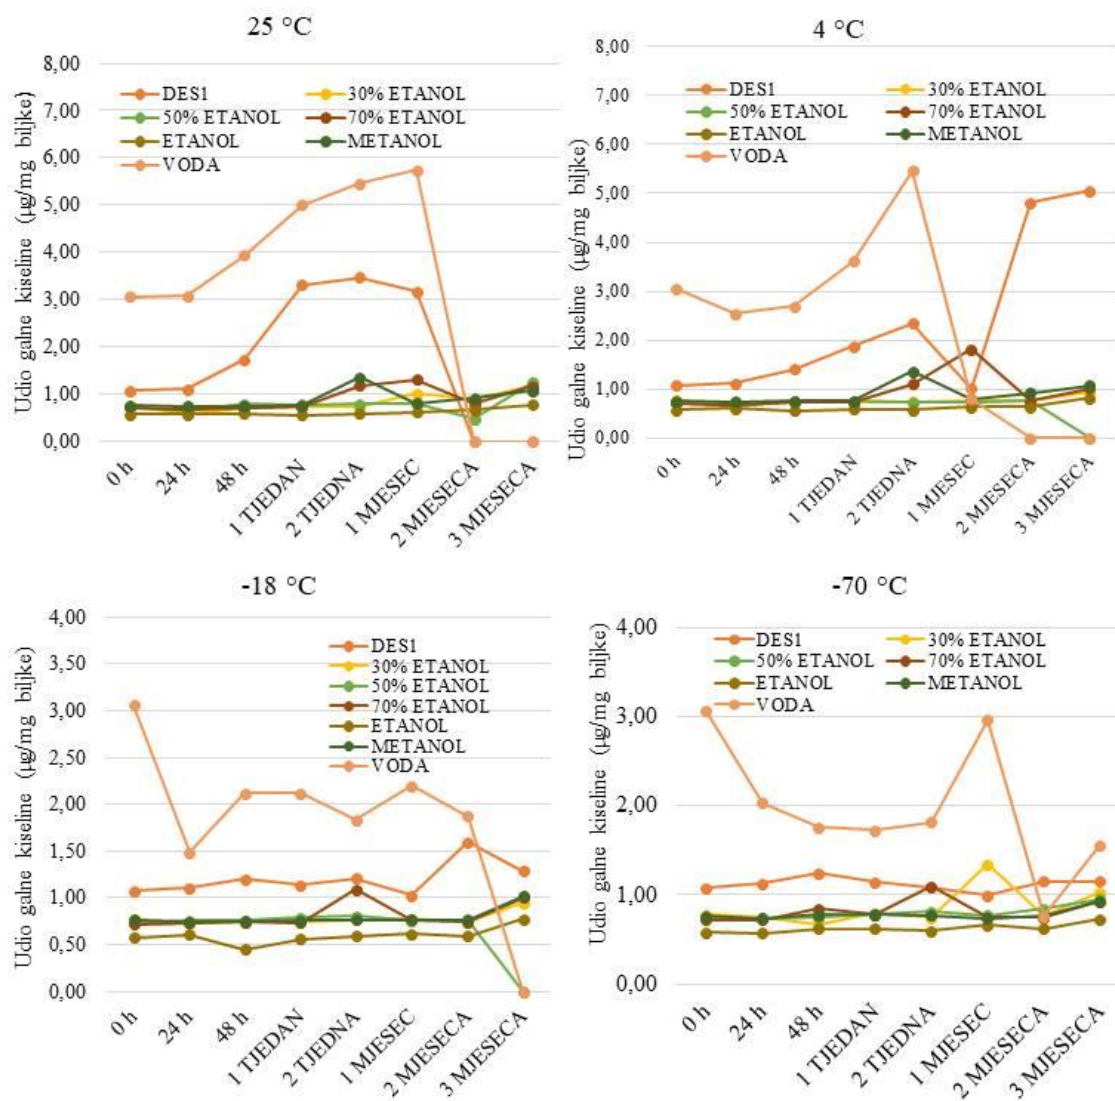 25 °C
Udio galne kiseline (µg/mg biljke)
8,00
7,00
6,00
5,00
4,00
3,00
2,00
1,00
0,00
DES1
30% ETANOL
50% ETANOL
70% ETANOL
ETANOL
METANOL
VODA
0 h
24 h
48 h
1 TJEDAN
2 TJEDNA
1 MJESEC
2 MJESECA
3 MJESECA
4 °C
Udio galne kiseline (µg/mg biljke)
8,00
7,00
6,00
5,00
4,00
3,00
2,00
1,00
0,00
DES1
30% ETANOL
50% ETANOL
70% ETANOL
ETANOL
METANOL
VODA
0 h
24 h
48 h
1 TJEDAN
2 TJEDNA
1 MJESEC
2 MJESECA
3 MJESECA
-18 °C
Udio galne kiseline (µg/mg biljke)
4,00
3,50
3,00
2,50
2,00
1,50
1,00
0,50
0,00
DES1
30% ETANOL
50% ETANOL
70% ETANOL
ETANOL
METANOL
VODA
0 h
24 h
48 h
1 TJEDAN
2 TJEDNA
1 MJESEC
2 MJESECA
3 MJESECA
-70 °C
Udio galne kiseline (µg/mg biljke)
4,00
3,00
2,00
1,00
0,00
DES1
30% ETANOL
50% ETANOL
70% ETANOL
ETANOL
METANOL
VODA
0 h
24 h
48 h
1 TJEDAN
2 TJEDNA
1 MJESEC
2 MJESECA
3 MJESECA